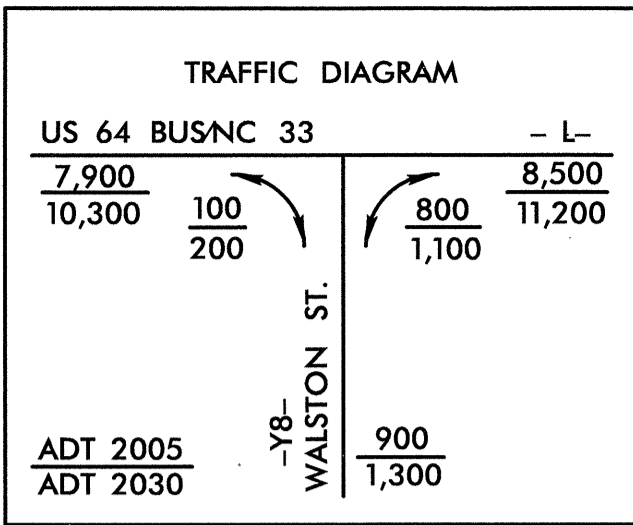 TRAFFIC DIAGRAM
US 64 BUS/NC 33
– L–
7,900
10,300
100
200
800
1,100
8,500
11,200
–Y8–
WALSTON ST.
900
1,300
ADT 2005
ADT 2030